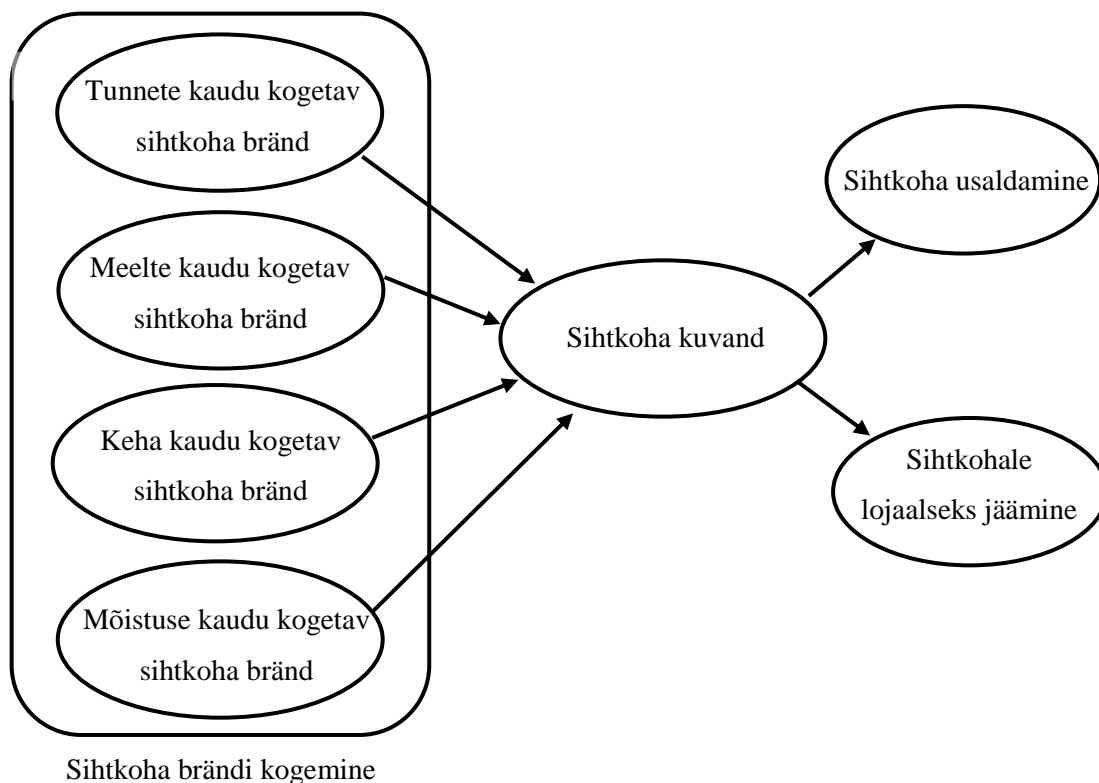 Tunnete kaudu kogetav
sihtkoha bränd
Meelte kaudu kogetav
sihtkoha bränd
Keha kaudu kogetav
sihtkoha bränd
Mõistuse kaudu kogetav
sihtkoha bränd
Sihtkoha brändi kogemine
Sihtkoha kuvand
Sihtkoha usaldamine
Sihtkohale
lojaalseks jäämine